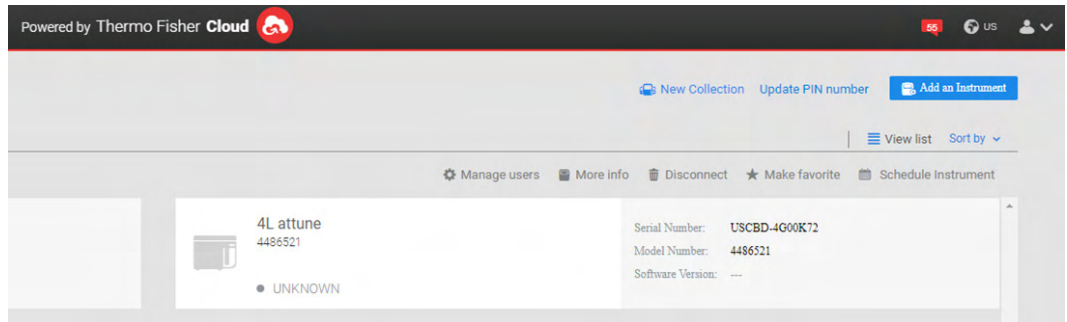 Powered by Thermo Fisher Cloud 55 US
New Collection Update PIN number Add an Instrument
View list Sort by
Manage users More info Disconnect Make favorite Schedule Instrument
4L attune
4486521
UNKNOWN
Serial Number: USCBD-4G00K72
Model Number: 4486521
Software Version: ---